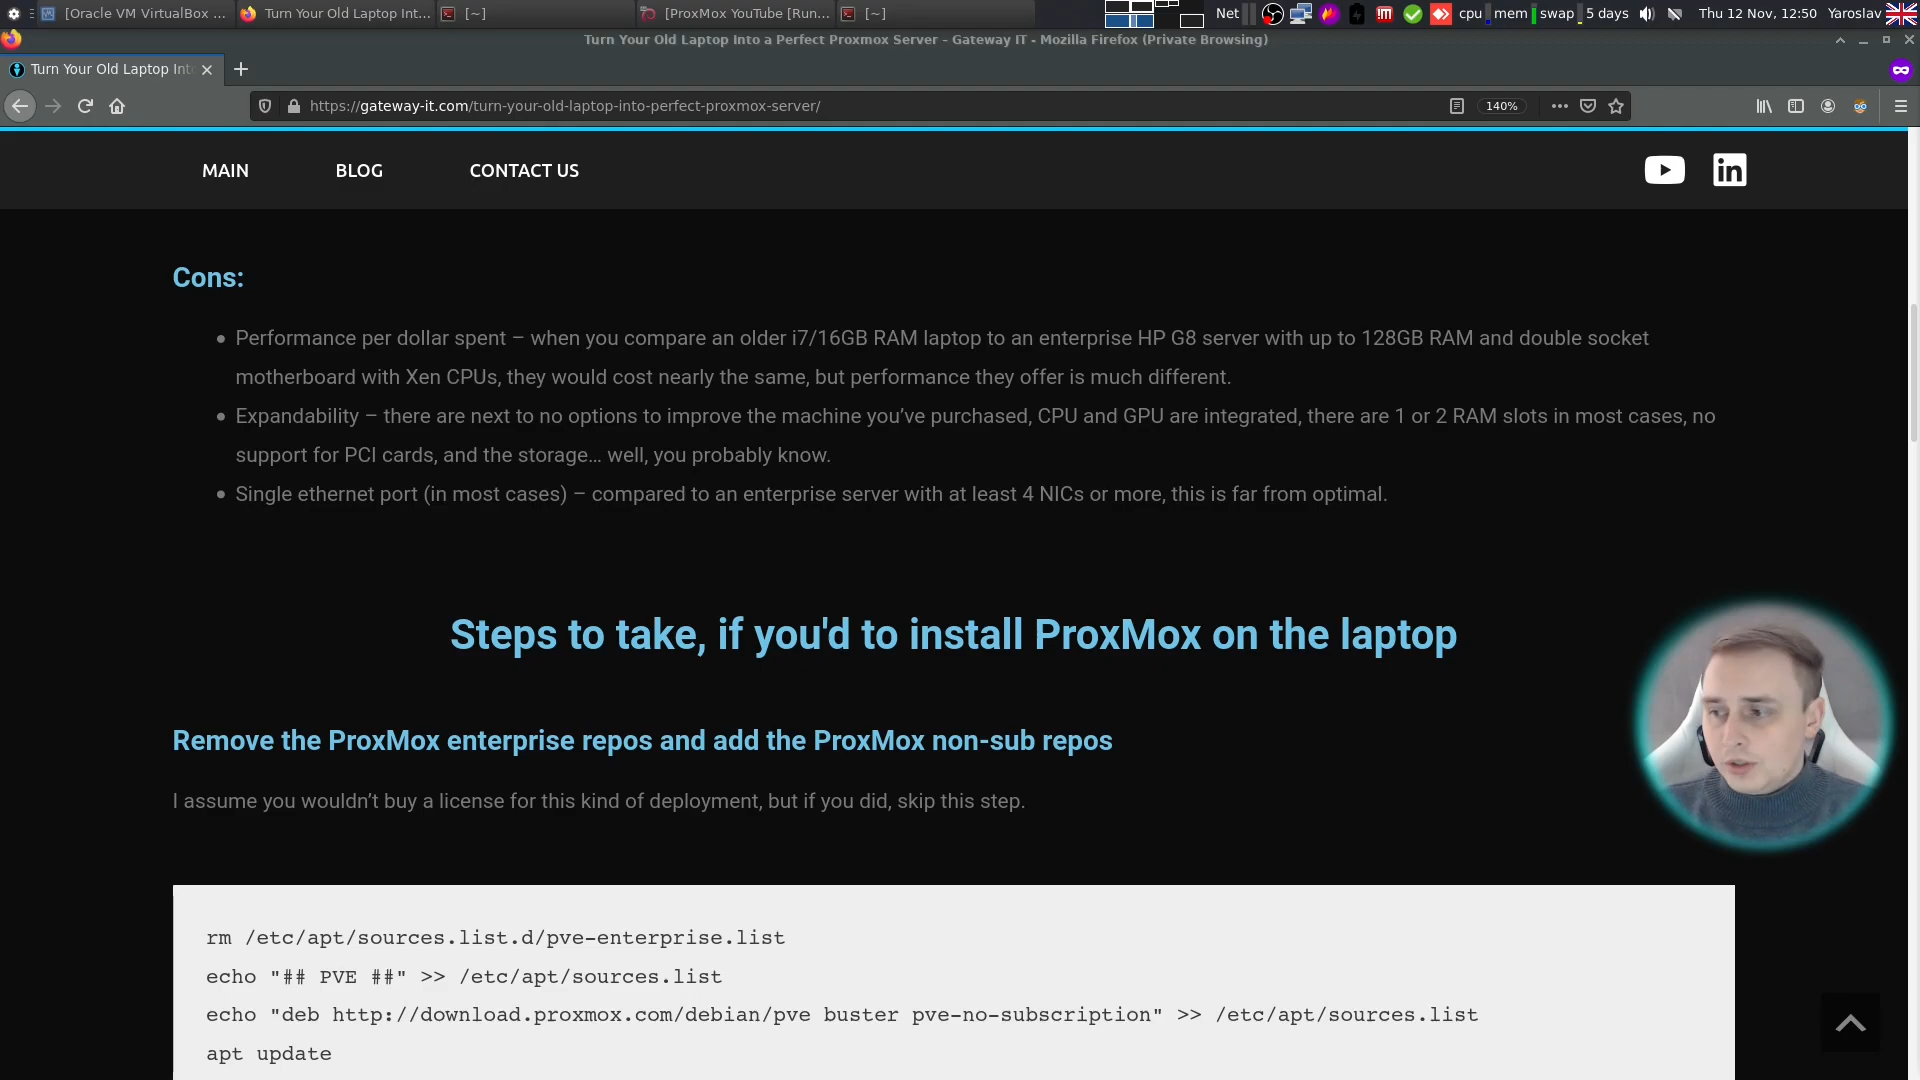 [Oracle VM VirtualBox ...
Turn Your Old Laptop Int...
[~]
[ProxMox YouTube [Run...
[~]
Net
cpu
mem
swap
5 days
Thu 12 Nov, 12:50
Yaroslav
Turn Your Old Laptop Into a Perfect Proxmox Server – Gateway IT - Mozilla Firefox (Private Browsing)
Turn Your Old Laptop Int
https://gateway-it.com/turn-your-old-laptop-into-perfect-proxmox-server/
140%
MAIN
BLOG
CONTACT US
in
Cons:
Performance per dollar spent – when you compare an older i7/16GB RAM laptop to an enterprise HP G8 server with up to 128GB RAM and double socket
motherboard with Xen CPUs, they would cost nearly the same, but performance they offer is much different.
Expandability – there are next to no options to improve the machine you’ve purchased, CPU and GPU are integrated, there are 1 or 2 RAM slots in most cases, no
support for PCI cards, and the storage… well, you probably know.
Single ethernet port (in most cases) – compared to an enterprise server with at least 4 NICs or more, this is far from optimal.
Steps to take, if you'd to install ProxMox on the laptop
Remove the ProxMox enterprise repos and add the ProxMox non-sub repos
I assume you wouldn’t buy a license for this kind of deployment, but if you did, skip this step.
rm /etc/apt/sources.list.d/pve-enterprise.list
echo "## PVE ##" >> /etc/apt/sources.list
echo "deb http://download.proxmox.com/debian/pve buster pve-no-subscription" >> /etc/apt/sources.list
apt update